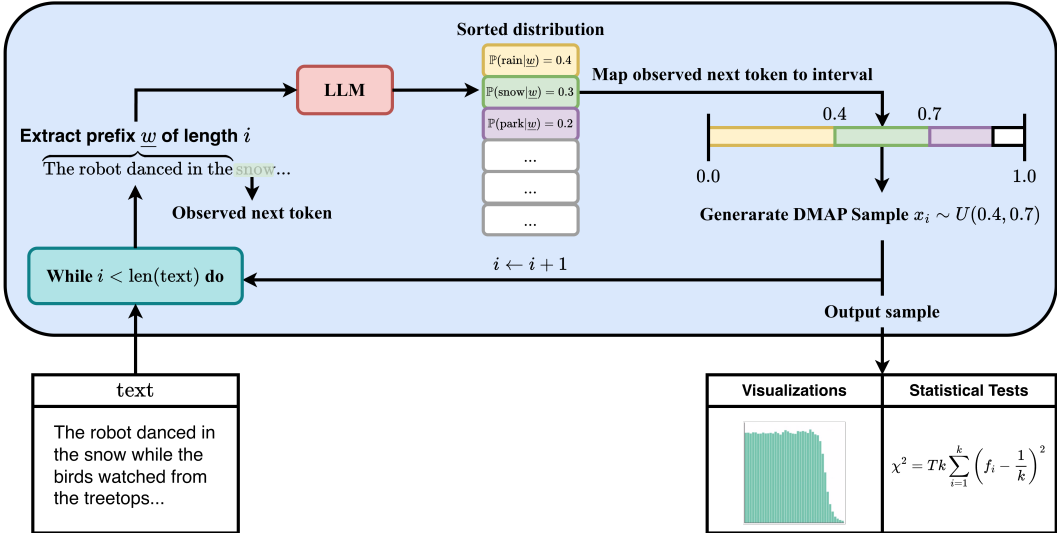 Sorted distribution
ℙ(rain|w) = 0.4
ℙ(snow|w) = 0.3
ℙ(park|w) = 0.2
...
...
...
LLM
Map observed next token to interval
0.4 0.7
0.0 1.0
Extract prefix w of length i
The robot danced in the snow...
Observed next token
Generarate DMAP Sample xᵢ ∼ U(0.4, 0.7)
While i < len(text) do
i ← i + 1
Output sample
text
The robot danced in
the snow while the
birds watched from
the treetops...
Visualizations
Statistical Tests
χ² = Tk ∑ᵢ₌₁ᵏ (fᵢ − 1/k)²